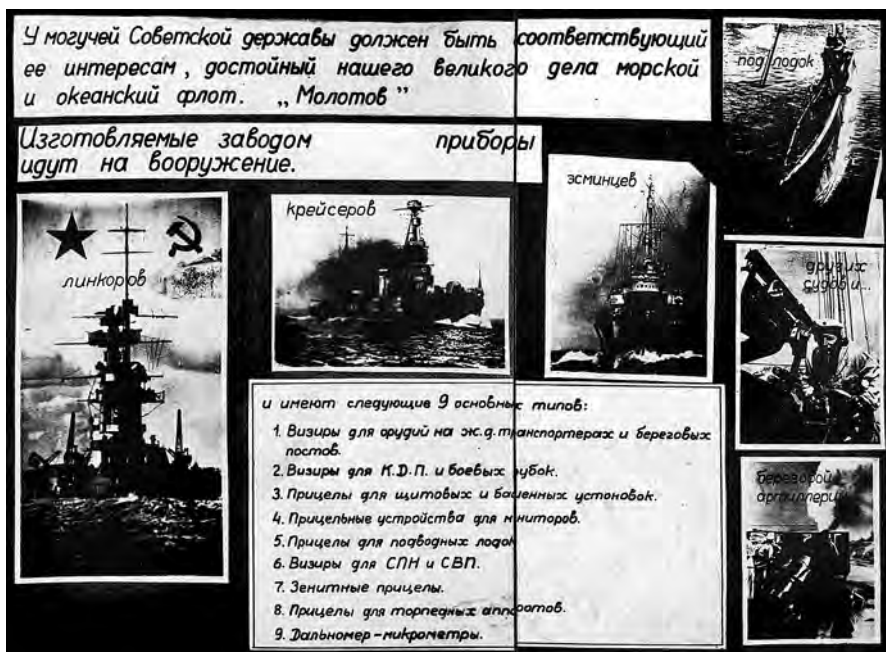 У могучей Советской державы должен быть соответствующий
ее интересам, достойный нашего великого дела морской
и океанский флот. „Молотов”
Изготовляемые заводом приборы
идут на вооружение.
линкоров
крейсеров
эсминцев
под лодок
других
судов и...
береговой
артиллерии
и имеют следующие 9 основных типов:
1. Визиры для орудий на ж.д. транспортерах и береговых
постов.
2. Визиры для К.Д.П. и боевых рубок.
3. Прицелы для щитовых и башенных устоновок.
4. Прицельные устройства для мониторов.
5. Прицелы для подводных лодок
6. Визиры для СПН и СВП.
7. Зенитные прицелы.
8. Прицелы для торпедных аппаратов.
9. Дальномер-микрометры.